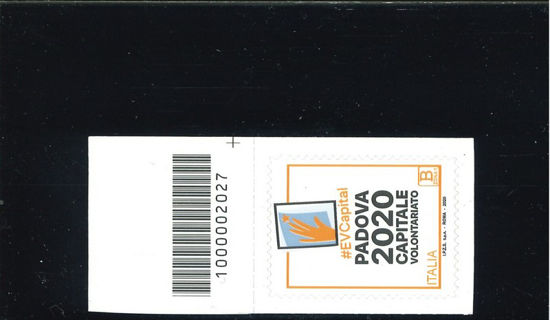 1000002027
#EVCapital
PADOVA
2020
CAPITALE
VOLONTARIATO
ITALIA
B
I.P.Z.S. S.p.A. - ROMA - 2020